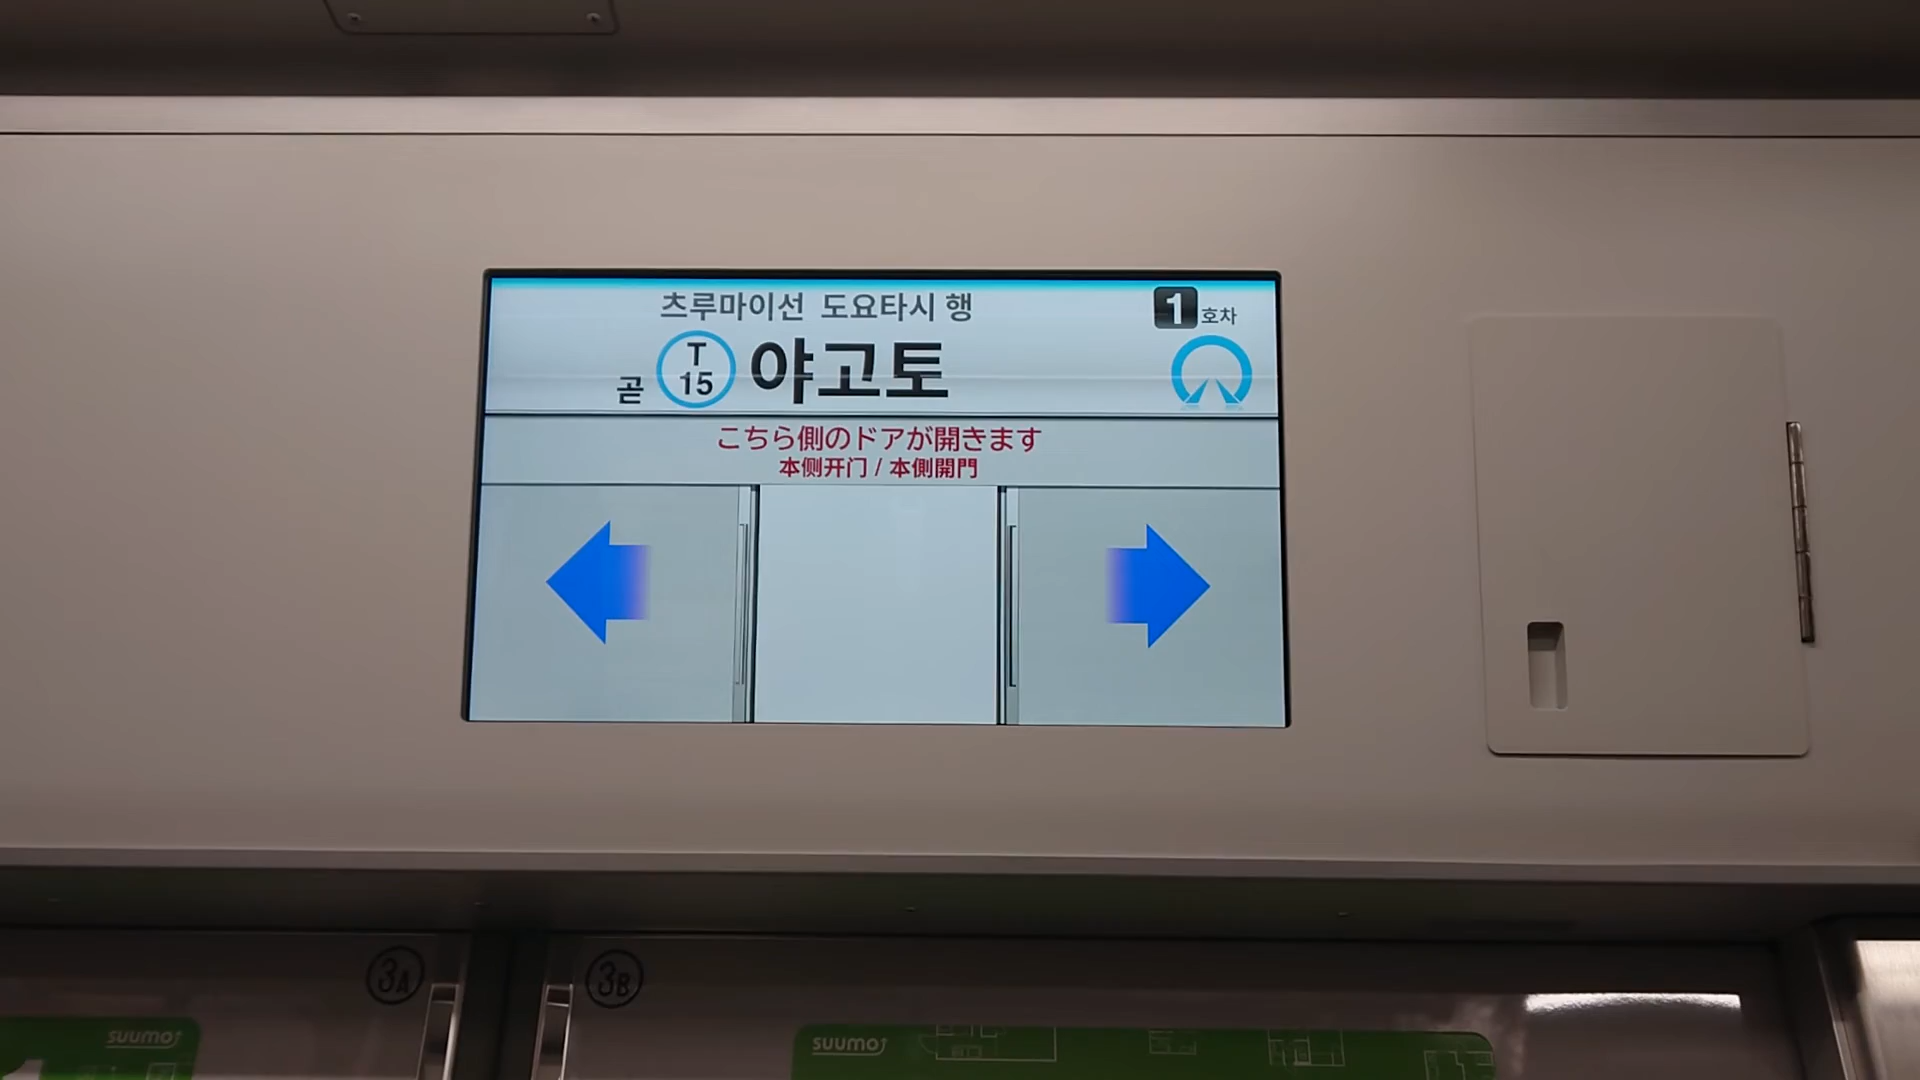 츠루마이선 도요타시 행
1 호차
곧 T 15 야고토
こちら側のドアが開きます
本侧开门 / 本側開門
3A
3B
suumo
suumo